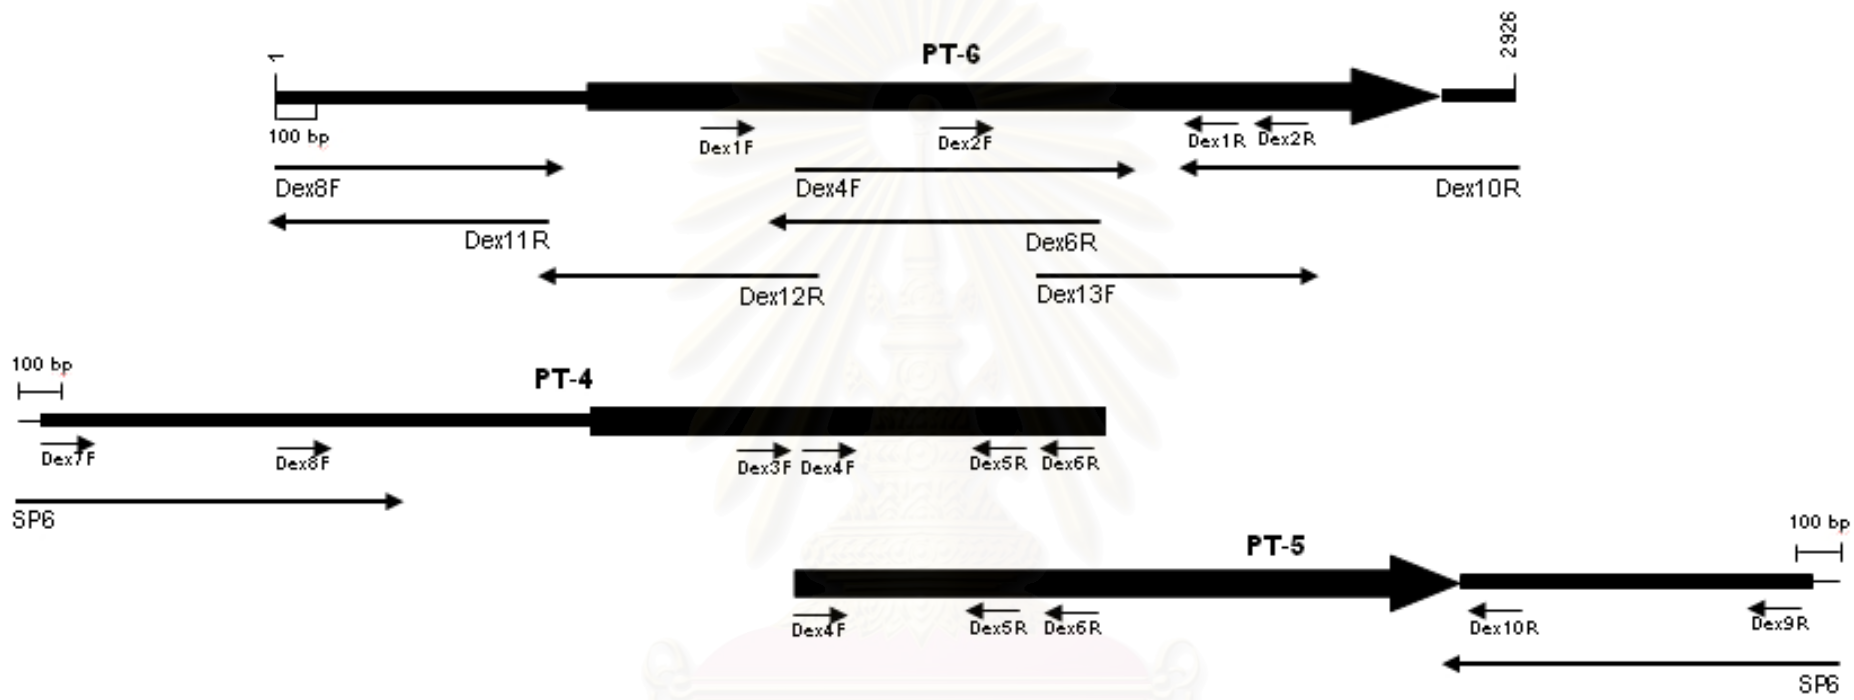 1
2926
PT-6
100 bp
Dex1F
Dex2F
Dex1R
Dex2R
Dex8F
Dex4F
Dex10R
Dex11R
Dex6R
Dex12R
Dex13F
100 bp
PT-4
Dex7F
Dex8F
Dex3F
Dex4F
Dex5R
Dex6R
SP6
100 bp
PT-5
Dex4F
Dex5R
Dex6R
Dex10R
Dex9R
SP6